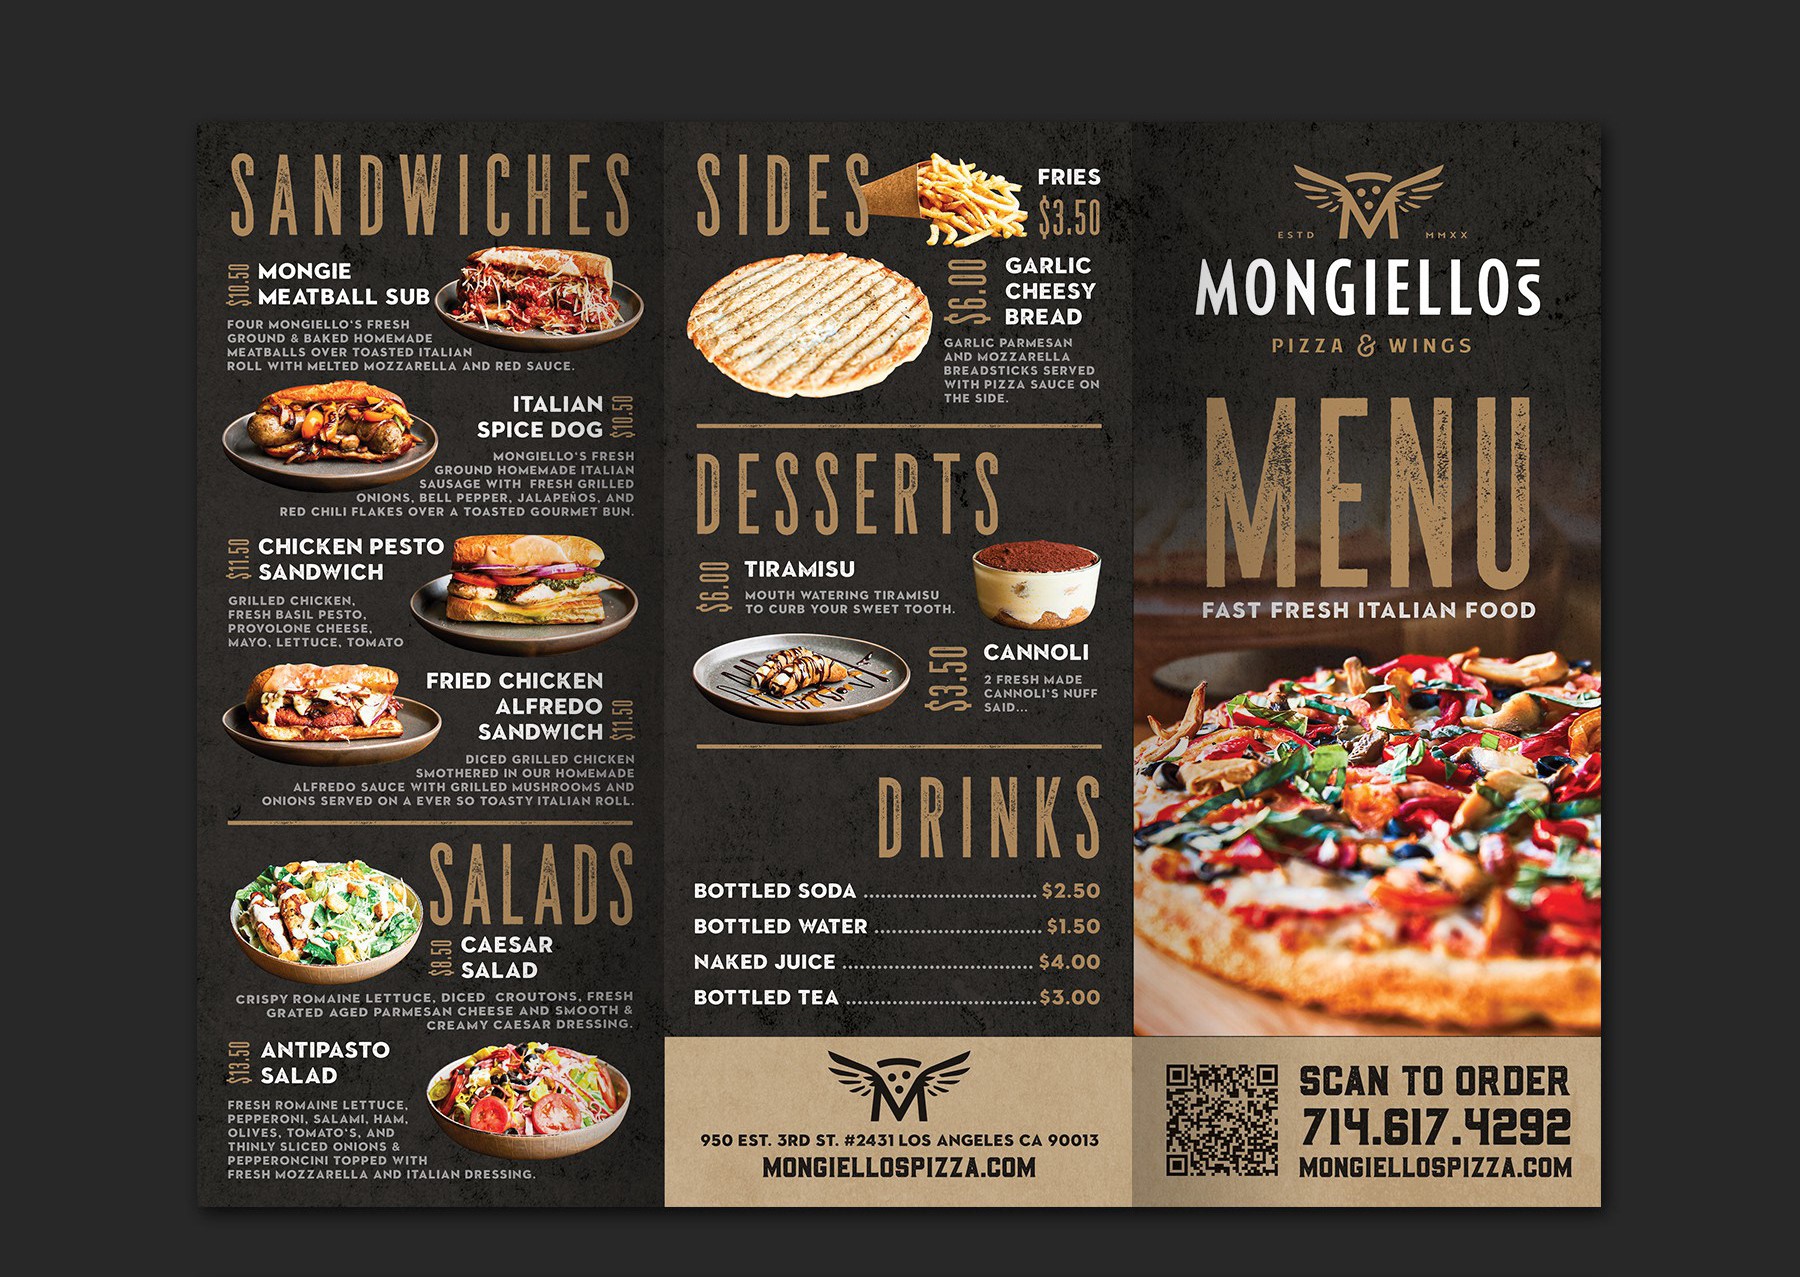 SANDWICHES
$10.50
MONGIE
MEATBALL SUB
FOUR MONGIELLO'S FRESH
GROUND & BAKED HOMEMADE
MEATBALLS OVER TOASTED ITALIAN
ROLL WITH MELTED MOZZARELLA AND RED SAUCE.
ITALIAN
SPICE DOG
$10.50
MONGIELLO'S FRESH
GROUND HOMEMADE ITALIAN
SAUSAGE WITH FRESH GRILLED
ONIONS, BELL PEPPER, JALAPEÑOS, AND
RED CHILI FLAKES OVER A TOASTED GOURMET BUN.
$11.50
CHICKEN PESTO
SANDWICH
GRILLED CHICKEN,
FRESH BASIL PESTO,
PROVOLONE CHEESE,
MAYO, LETTUCE, TOMATO
FRIED CHICKEN
ALFREDO
SANDWICH
$11.50
DICED GRILLED CHICKEN
SMOTHERED IN OUR HOMEMADE
ALFREDO SAUCE WITH GRILLED MUSHROOMS AND
ONIONS SERVED ON A EVER SO TOASTY ITALIAN ROLL.
SALADS
$8.50
CAESAR
SALAD
CRISPY ROMAINE LETTUCE, DICED CROUTONS, FRESH
GRATED AGED PARMESAN CHEESE AND SMOOTH &
CREAMY CAESAR DRESSING.
$13.50
ANTIPASTO
SALAD
FRESH ROMAINE LETTUCE,
PEPPERONI, SALAMI, HAM,
OLIVES, TOMATO'S, AND
THINLY SLICED ONIONS &
PEPPERONCINI TOPPED WITH
FRESH MOZZARELLA AND ITALIAN DRESSING.
SIDES
FRIES
$3.50
$6.00
GARLIC
CHEESY
BREAD
GARLIC PARMESAN
AND MOZZARELLA
BREADSTICKS SERVED
WITH PIZZA SAUCE ON
THE SIDE.
DESSERTS
$6.00
TIRAMISU
MOUTH WATERING TIRAMISU
TO CURB YOUR SWEET TOOTH.
$3.50
CANNOLI
2 FRESH MADE
CANNOLI'S NUFF
SAID...
DRINKS
BOTTLED SODA ........ $2.50
BOTTLED WATER ........ $1.50
NAKED JUICE ........ $4.00
BOTTLED TEA ........ $3.00
M
950 EST. 3RD ST. #2431 LOS ANGELES CA 90013
MONGIELLOSPIZZA.COM
M
ESTD MMXX
MONGIELLOS
PIZZA & WINGS
MENU
FAST FRESH ITALIAN FOOD
SCAN TO ORDER
714.617.4292
MONGIELLOSPIZZA.COM